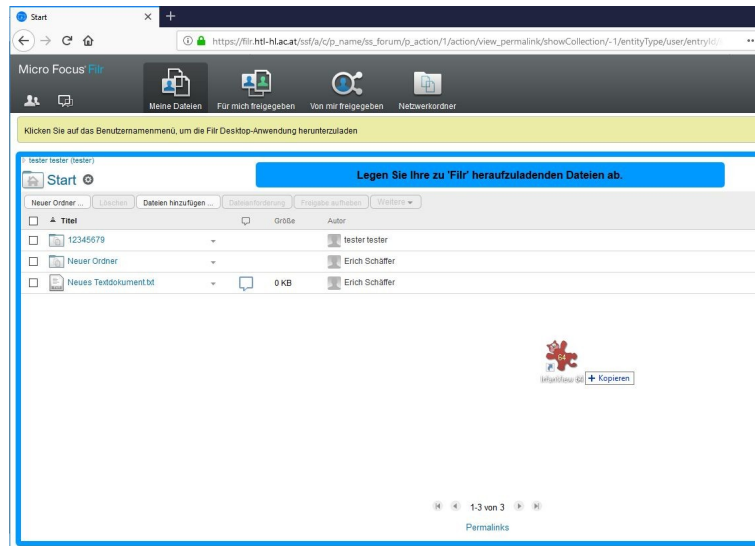 Start
https://filr.htl-hl.ac.at/ssf/a/c/p_name/ss_forum/p_action/1/action/view_permalink/showCollection/-1/entityType/user/entryId/
Micro Focus' Filr
Meine Dateien
Für mich freigegeben
Von mir freigegeben
Netzwerkordner
Klicken Sie auf das Benutzernamenmenü, um die Filr Desktop-Anwendung herunterzuladen
tester tester (tester)
Start
Legen Sie Ihre zu 'Filr' heraufzuladenden Dateien ab.
Neuer Ordner ... Löschen Dateien hinzufügen ... Dateianforderung Freigabe aufheben Weitere
Titel Größe Autor
12345679 tester tester
Neuer Ordner Erich Schäffer
Neues Textdokument.txt 0 KB Erich Schäffer
64
IrfanView 64
+ Kopieren
1-3 von 3
Permalinks